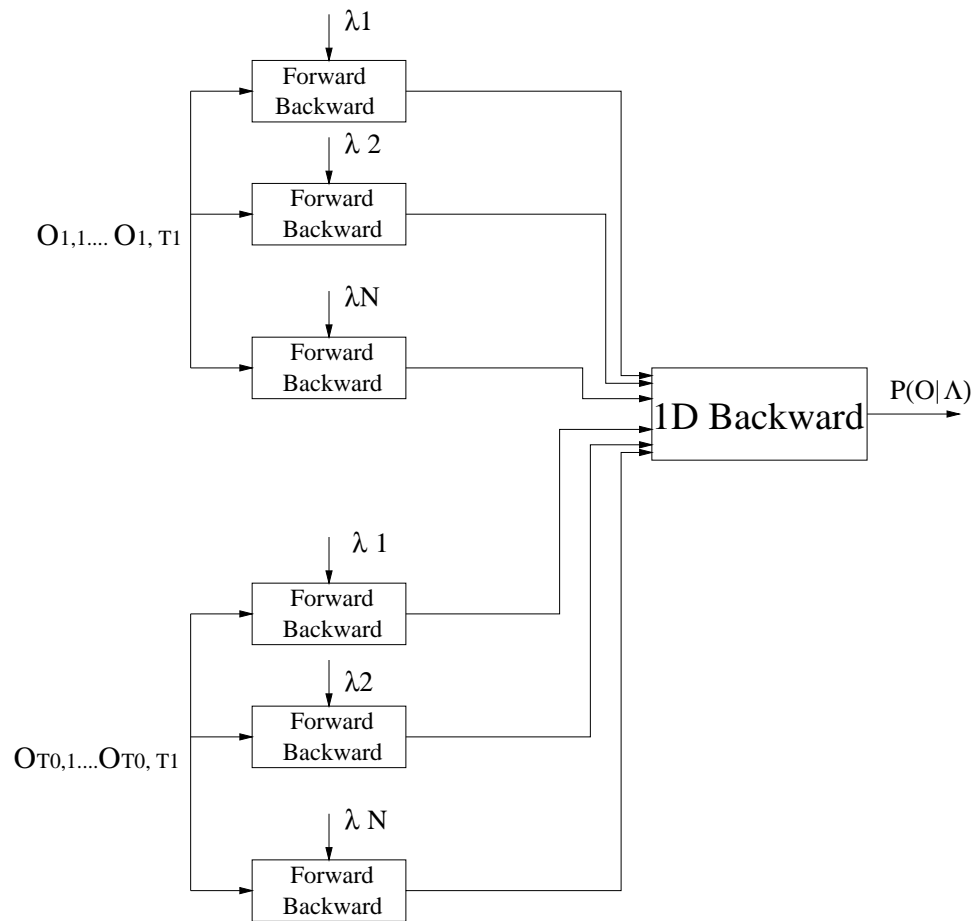 λ1
Forward
Backward
λ 2
Forward
Backward
O1,1.... O1, T1
λN
Forward
Backward
1D Backward
P(O|Λ)
λ 1
Forward
Backward
λ2
Forward
Backward
OT0,1....OT0, T1
λ N
Forward
Backward